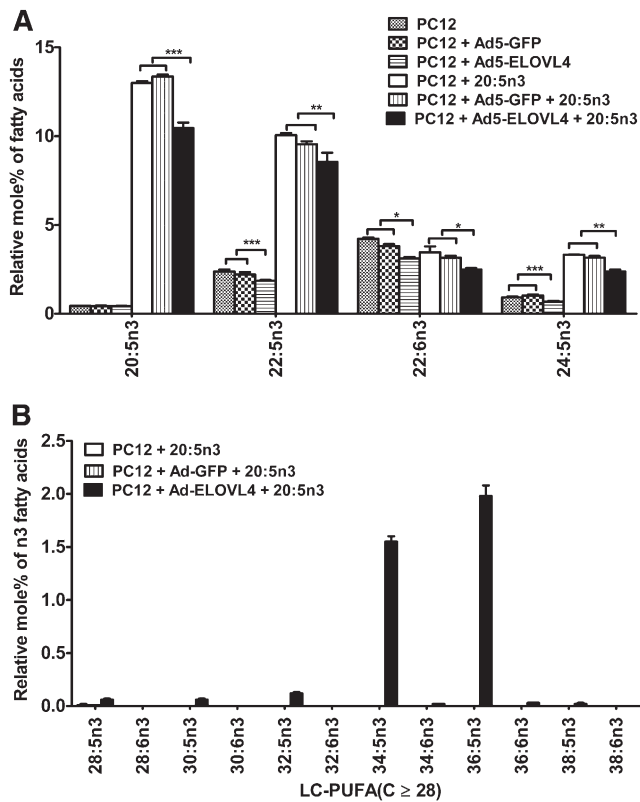 A
PC12
PC12 + Ad5-GFP
PC12 + Ad5-ELOVL4
PC12 + 20:5n3
PC12 + Ad5-GFP + 20:5n3
PC12 + Ad5-ELOVL4 + 20:5n3
Relative mole% of fatty acids
15
10
5
0
***
***
**
*
*
***
**
20:5n3
22:5n3
22:6n3
24:5n3
B
PC12 + 20:5n3
PC12 + Ad-GFP + 20:5n3
PC12 + Ad-ELOVL4 + 20:5n3
Relative mole% of n3 fatty acids
2.5
2.0
1.5
1.0
0.5
0.0
28:5n3
28:6n3
30:5n3
30:6n3
32:5n3
32:6n3
34:5n3
34:6n3
36:5n3
36:6n3
38:5n3
38:6n3
LC-PUFA(C ≥ 28)